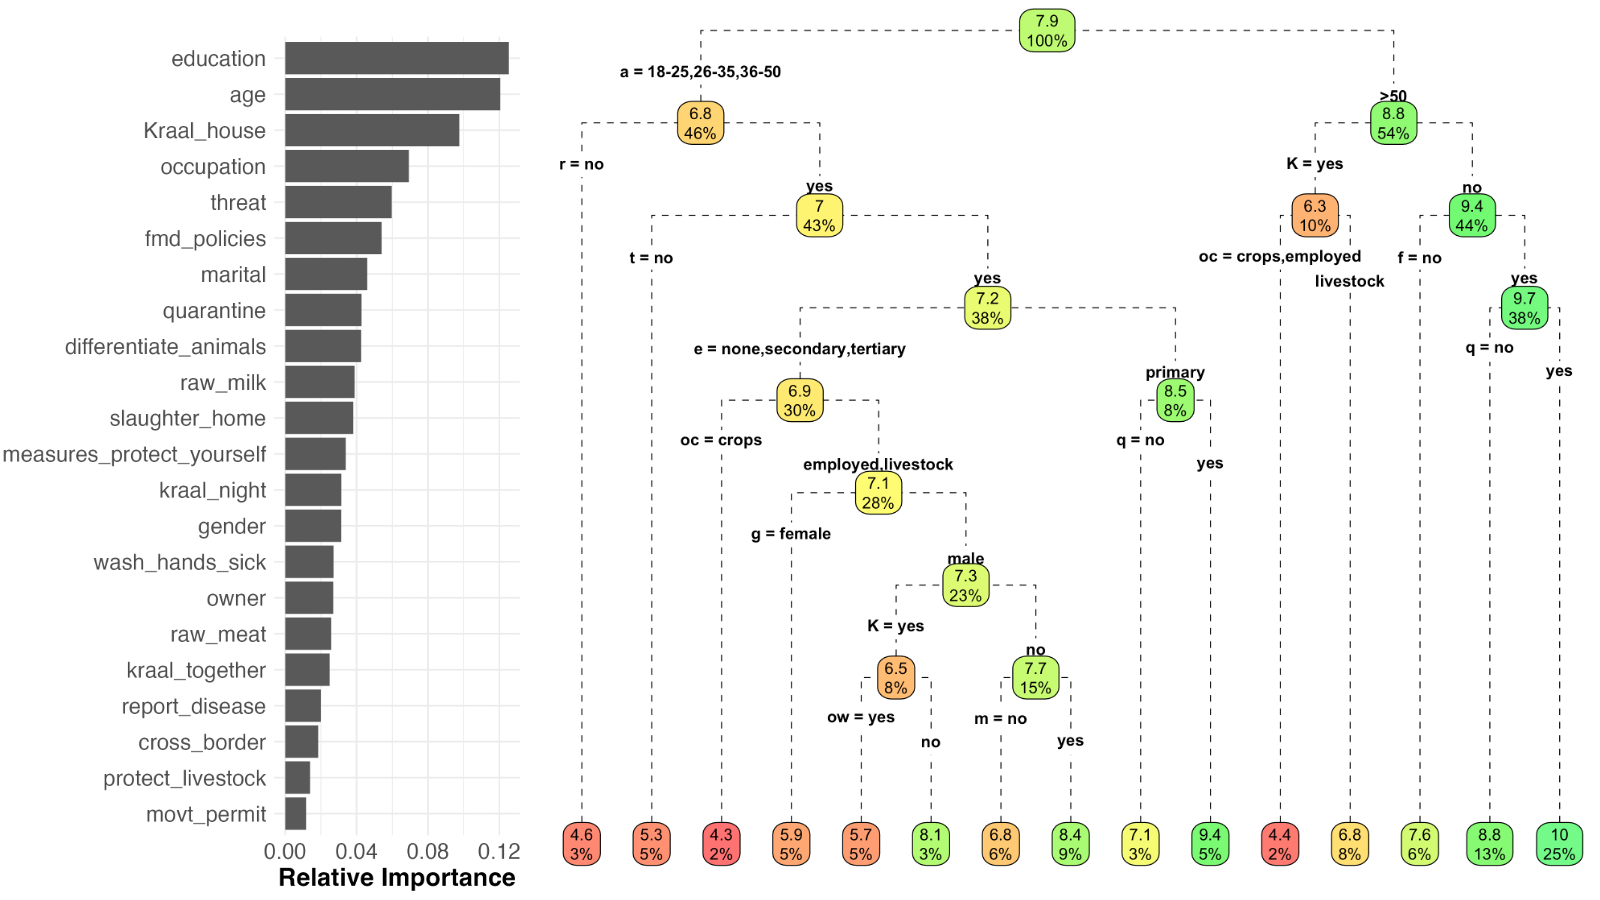 education
age
Kraal_house
occupation
threat
fmd_policies
marital
quarantine
differentiate_animals
raw_milk
slaughter_home
measures_protect_yourself
kraal_night
gender
wash_hands_sick
owner
raw_meat
kraal_together
report_disease
cross_border
protect_livestock
movt_permit
0.00 0.04 0.08 0.12
Relative Importance
7.9
100%
a = 18-25,26-35,36-50
>50
6.8
46%
8.8
54%
r = no
yes
K = yes
no
7
43%
6.3
10%
9.4
44%
t = no
yes
oc = crops,employed
livestock
f = no
yes
7.2
38%
9.7
38%
e = none,secondary,tertiary
primary
q = no
yes
6.9
30%
8.5
8%
oc = crops
employed,livestock
q = no
yes
7.1
28%
g = female
male
7.3
23%
K = yes
no
6.5
8%
7.7
15%
ow = yes
no
m = no
yes
4.6
3%
5.3
5%
4.3
2%
5.9
5%
5.7
5%
8.1
3%
6.8
6%
8.4
9%
7.1
3%
9.4
5%
4.4
2%
6.8
8%
7.6
6%
8.8
13%
10
25%